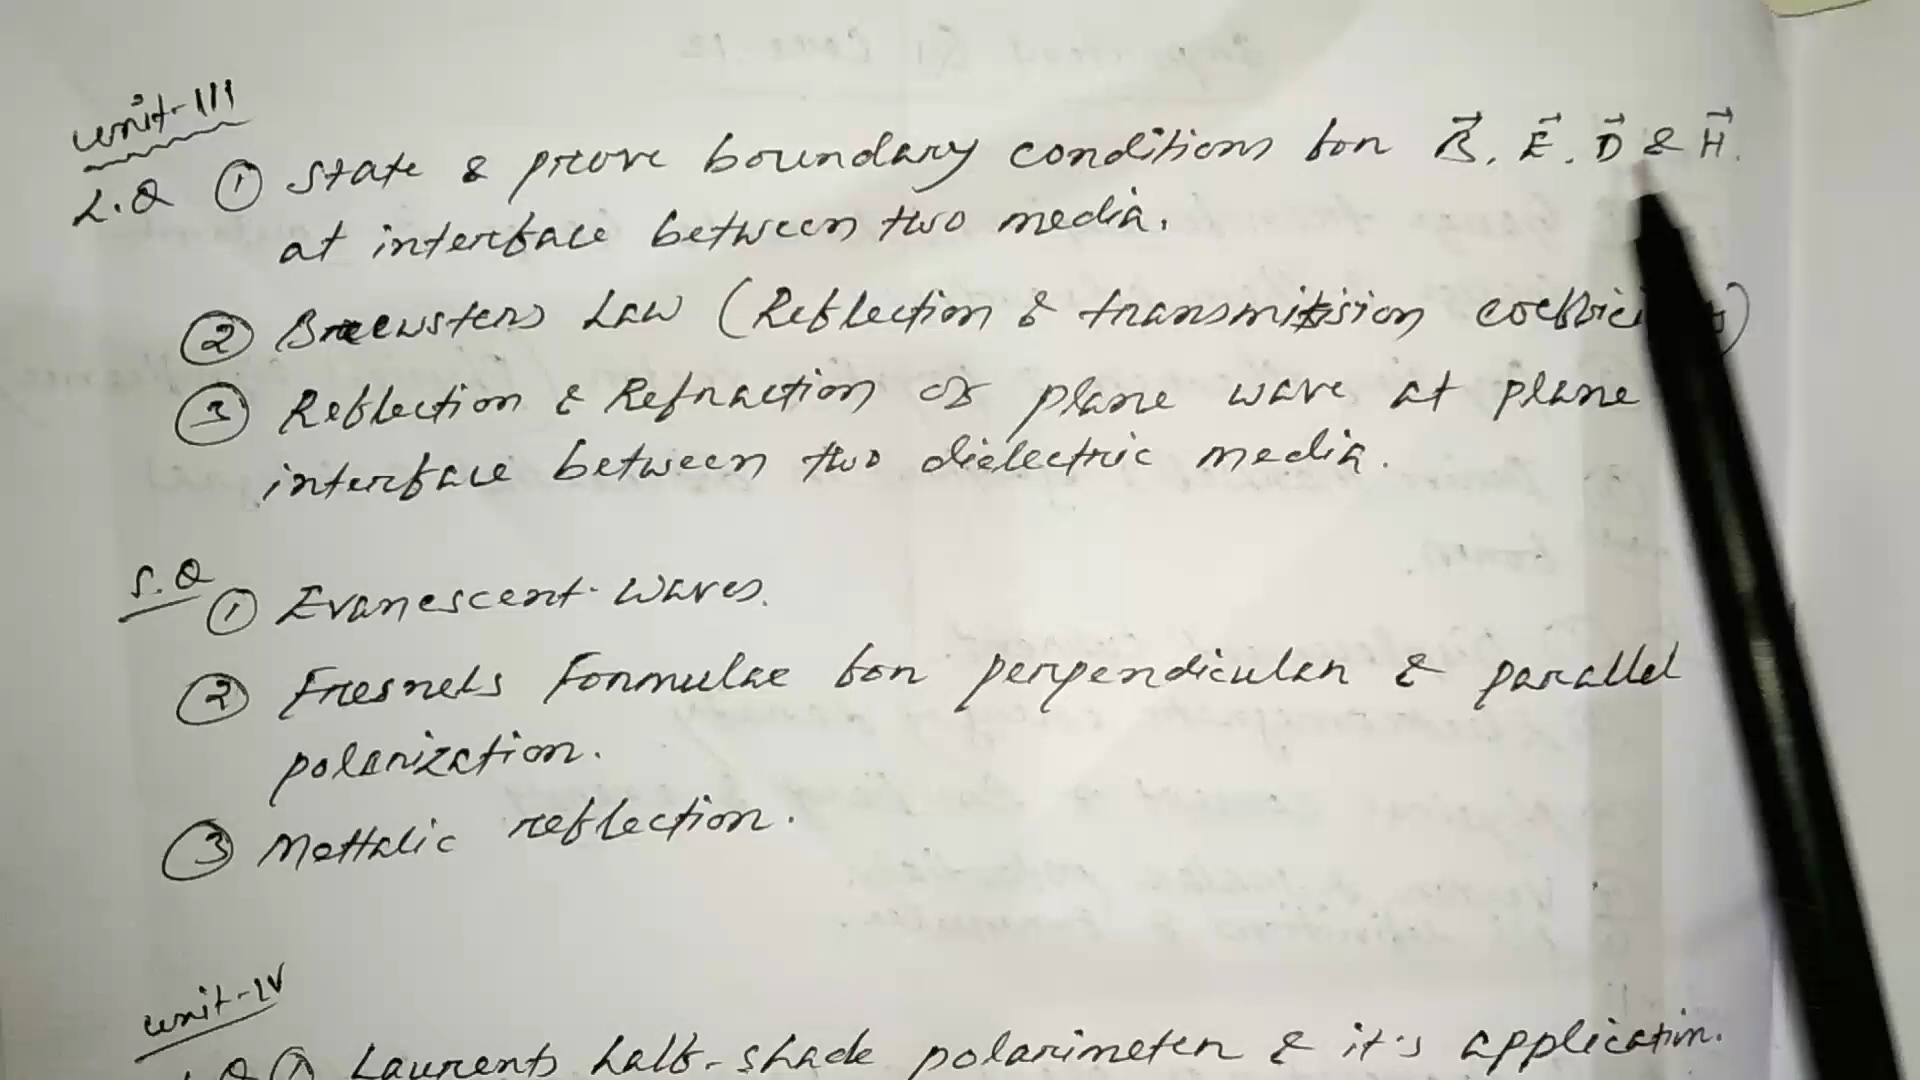 Unit-III
L.Q ① State & prove boundary conditions for B⃗, E⃗, D⃗ & H⃗.
at interface between two media.
② Brewsters Law (Reflection & transmission
③ Reflection & Refraction of plane wave at plane
interface between two dielectric media.
S.Q ① Evanescent waves.
② Fresnels Formulae for perpendicular & parallel
polarization.
③ Mettalic reflection.
Unit-IV
① Laurents half-shade polarimeter & it's application.